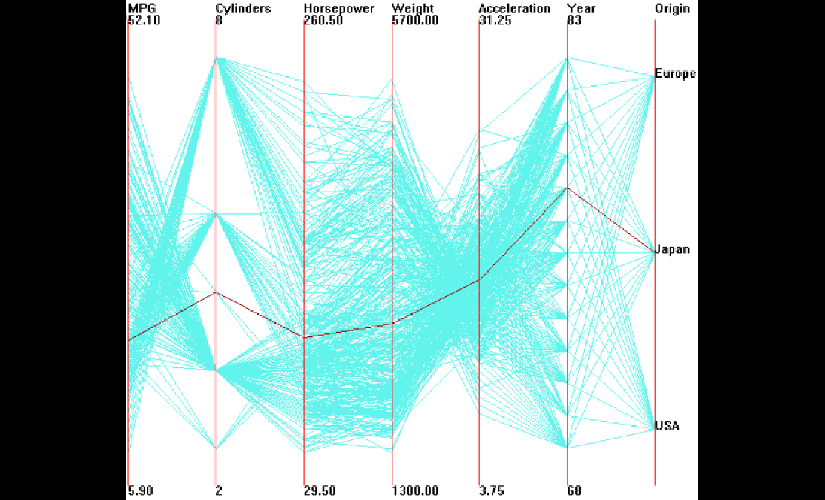 MPG Cylinders Horsepower Weight Acceleration Year Origin
52.10 8 260.50 5700.00 31.25 83
Europe
Japan
USA
5.90 2 29.50 1300.00 3.75 68